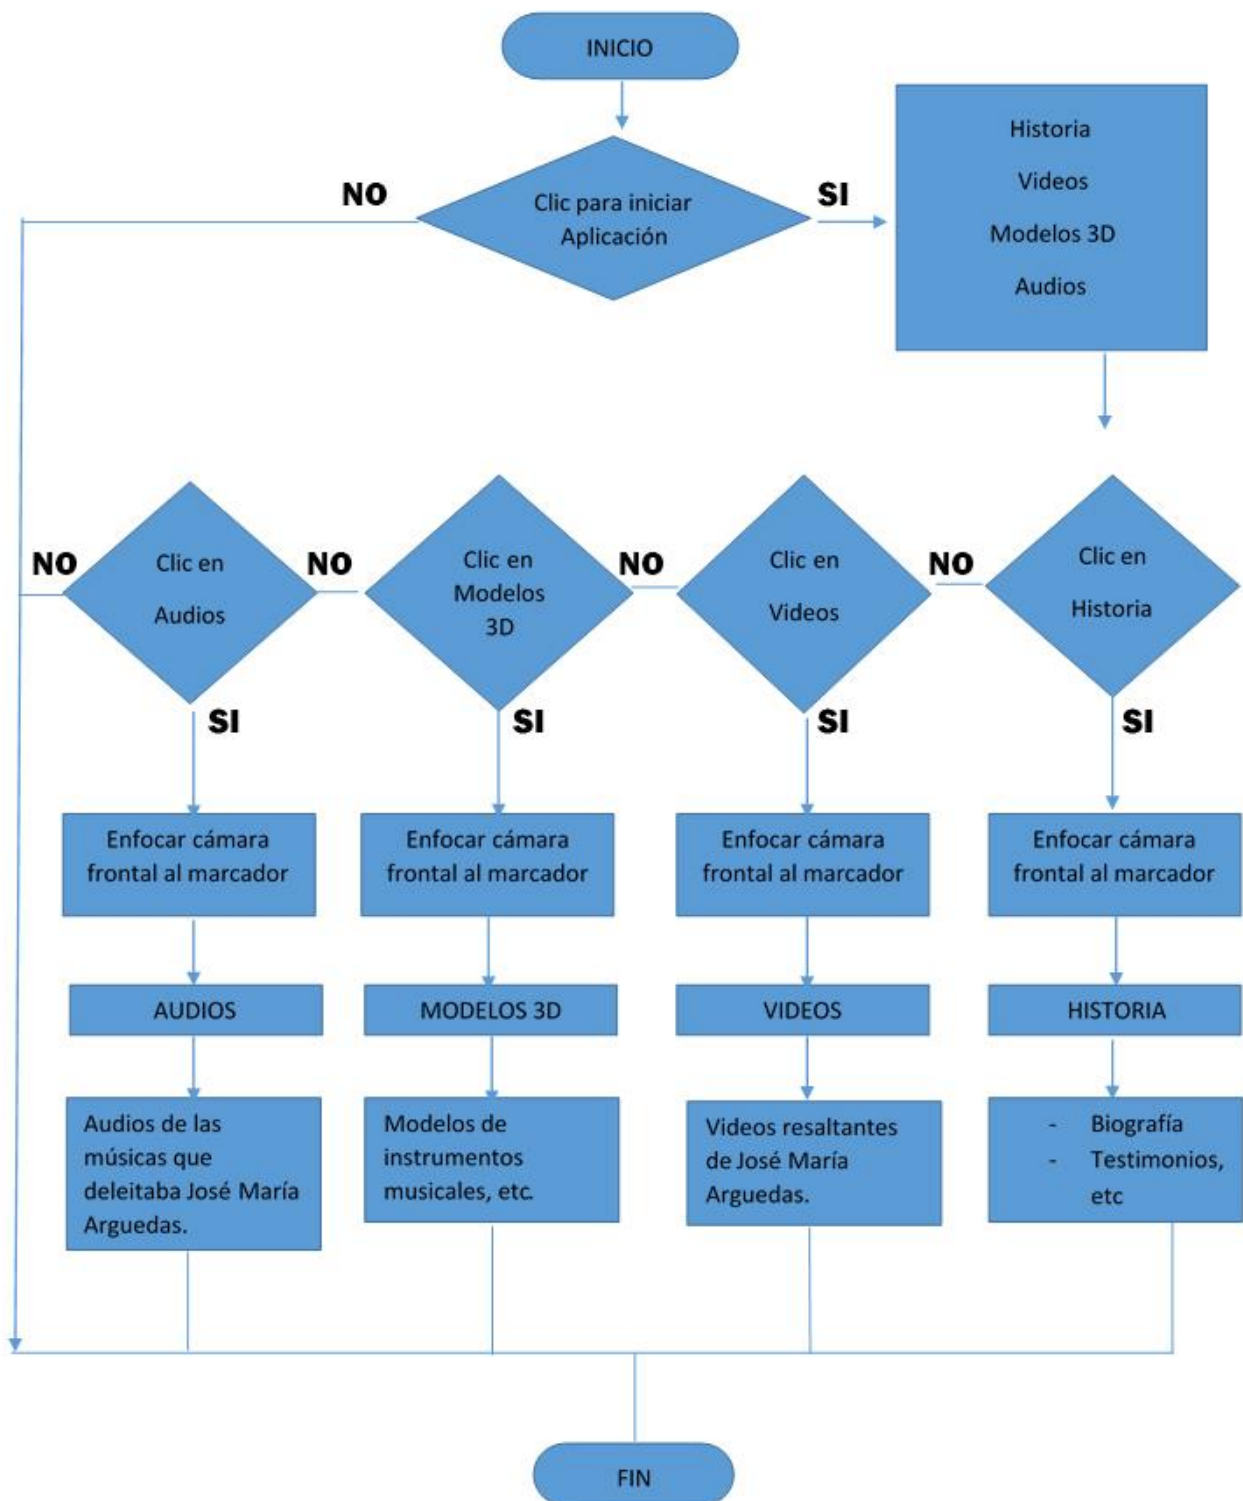 INICIO
NO
Clic para iniciar
Aplicación
SI
Historia
Videos
Modelos 3D
Audios
NO
Clic en
Audios
NO
Clic en
Modelos
3D
NO
Clic en
Videos
NO
Clic en
Historia
SI
SI
SI
SI
Enfocar cámara
frontal al marcador
Enfocar cámara
frontal al marcador
Enfocar cámara
frontal al marcador
Enfocar cámara
frontal al marcador
AUDIOS
MODELOS 3D
VIDEOS
HISTORIA
Audios de las
músicas que
deleitaba José María
Arguedas.
Modelos de
instrumentos
musicales, etc.
Videos resaltantes
de José María
Arguedas.
- Biografía
- Testimonios,
etc
FIN